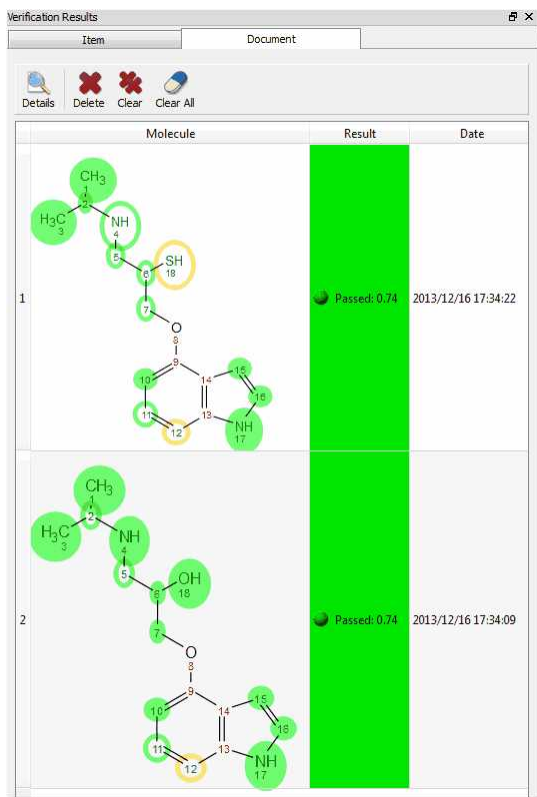 Verification Results
Item Document
Details Delete Clear Clear All
Molecule Result Date
1
CH3
1
2
H3C
3
NH
4
5
6
SH
18
7
O
8
9
10
14
15
16
11
13
12
NH
17
Passed: 0.74 2013/12/16 17:34:22
2
CH3
1
2
H3C
3
NH
4
5
6
OH
18
7
O
8
9
10
14
15
16
11
13
12
NH
17
Passed: 0.74 2013/12/16 17:34:09